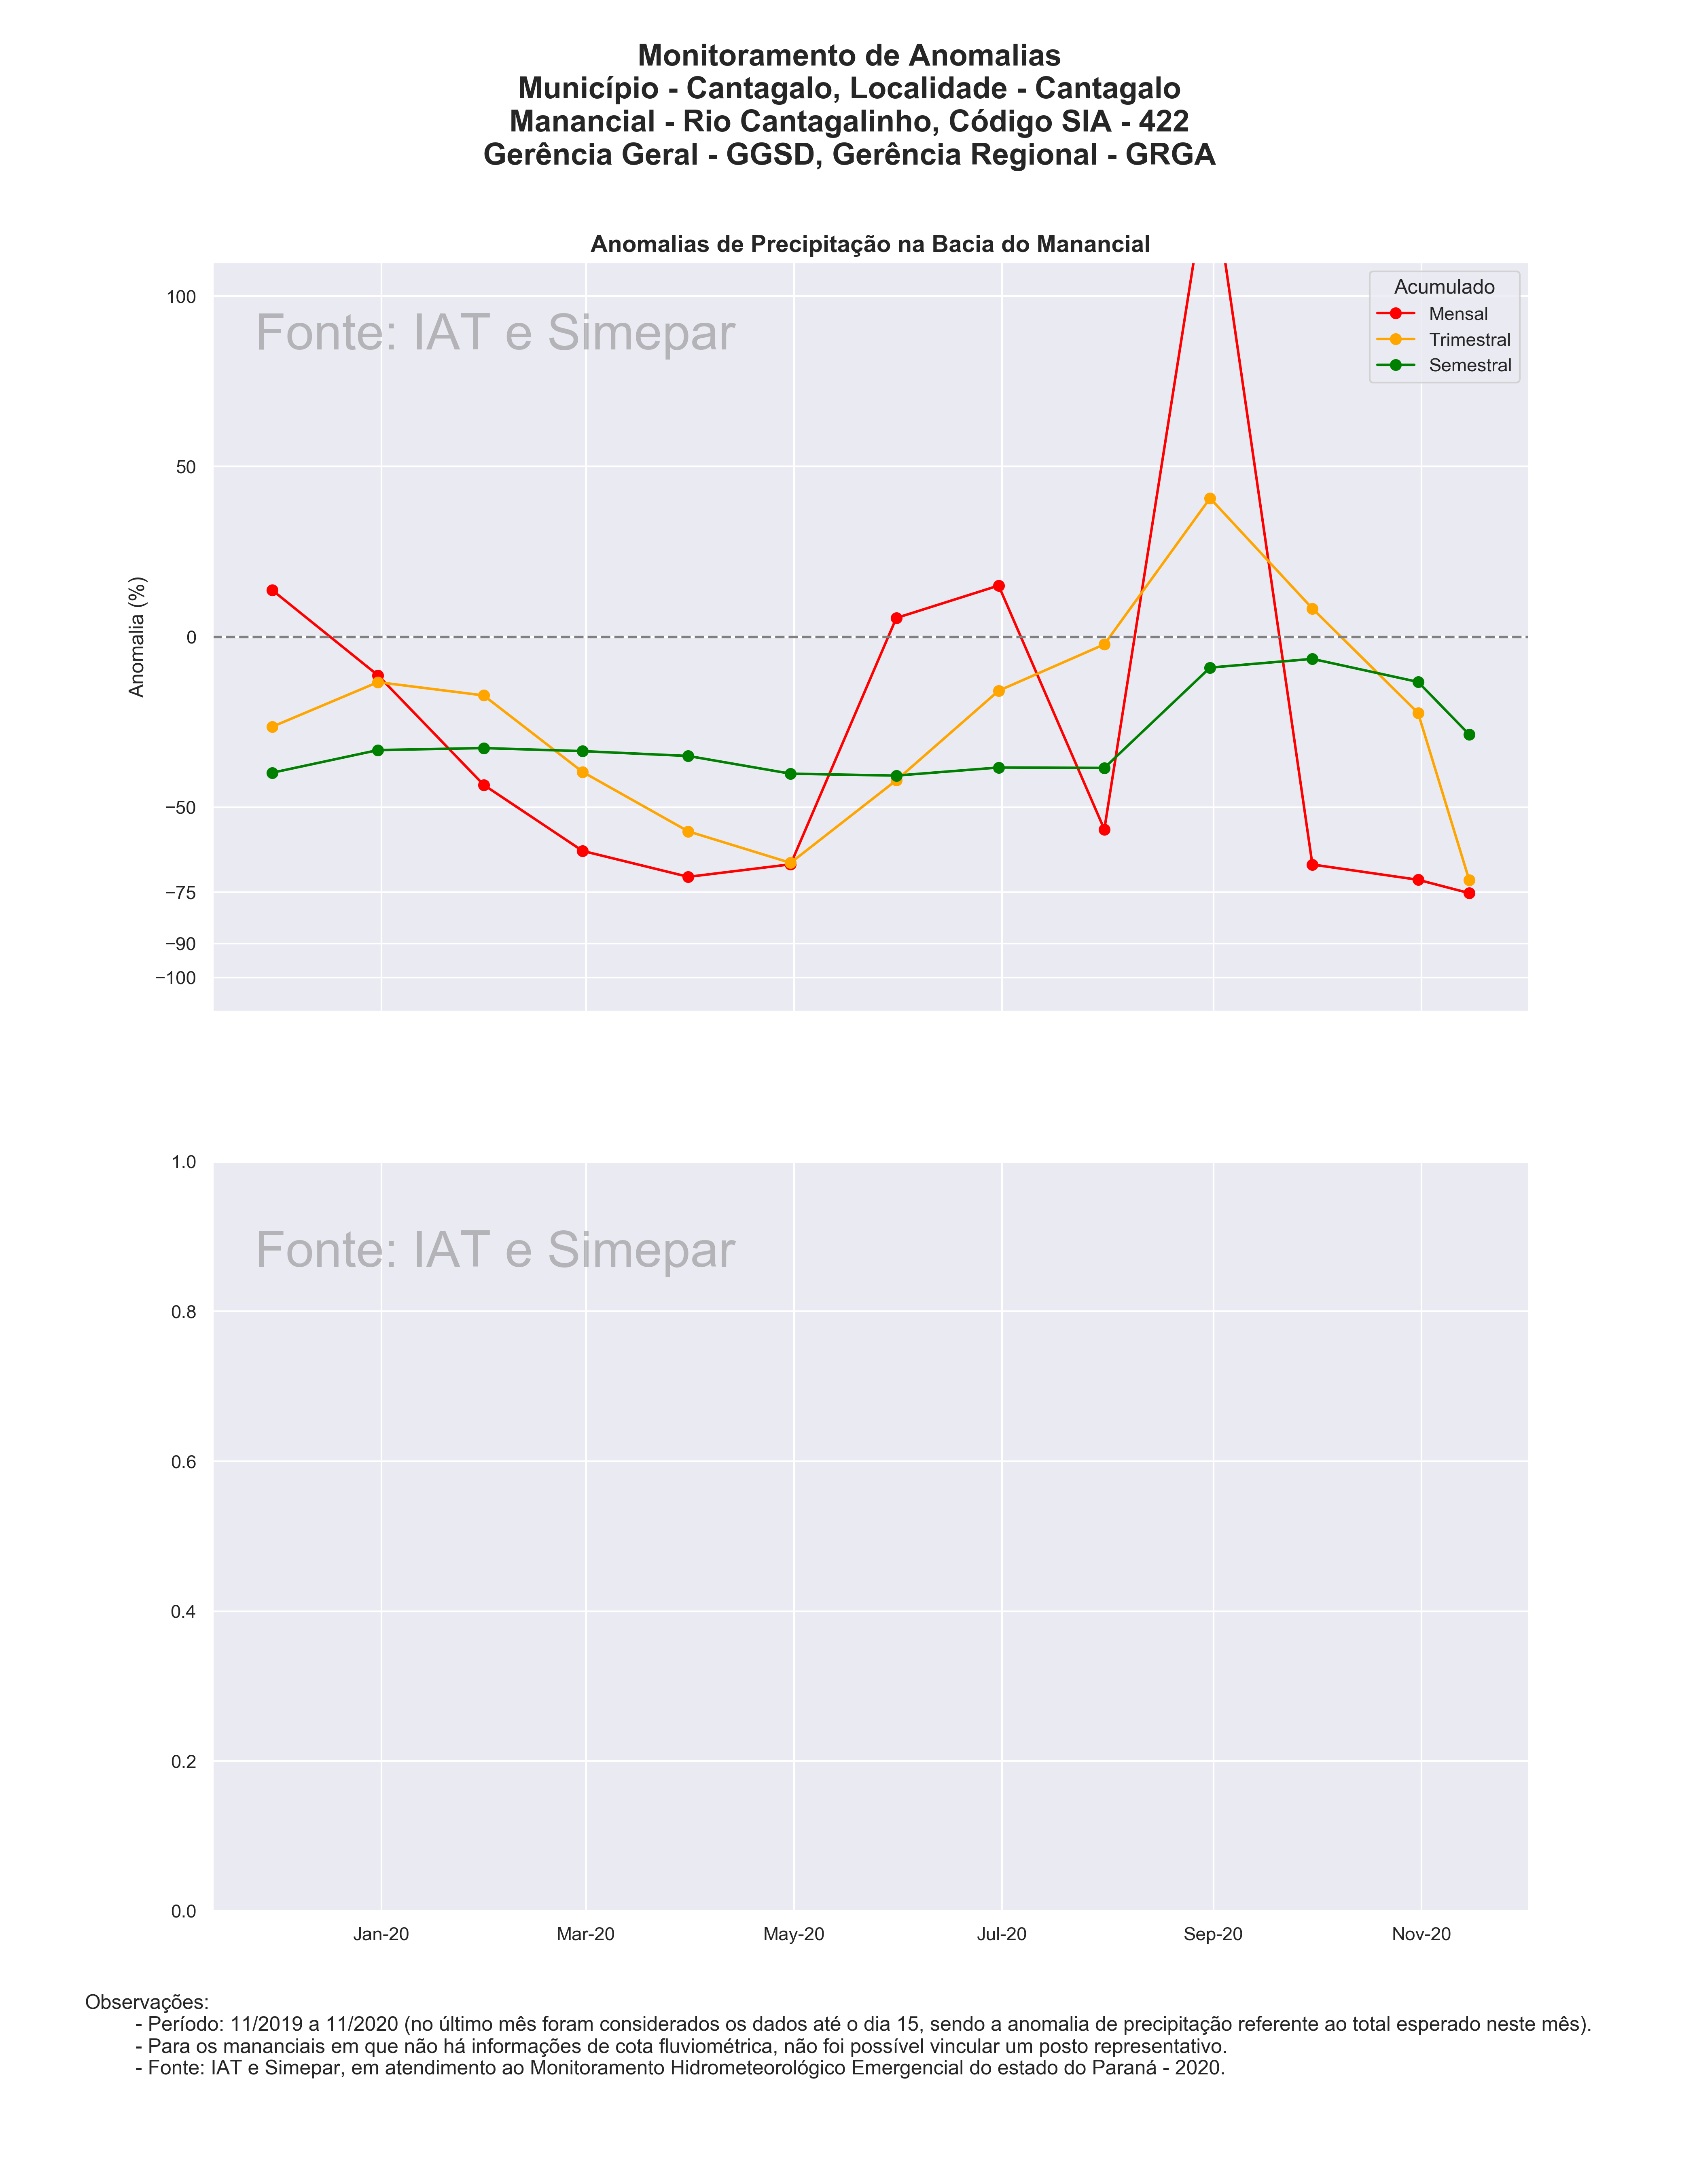 Monitoramento de Anomalias
Município - Cantagalo, Localidade - Cantagalo
Manancial - Rio Cantagalinho, Código SIA - 422
Gerência Geral - GGSD, Gerência Regional - GRGA
Anomalias de Precipitação na Bacia do Manancial
Fonte: IAT e Simepar
Acumulado
Mensal
Trimestral
Semestral
Anomalia (%)
100
50
0
−50
−75
−90
−100
Fonte: IAT e Simepar
1.0
0.8
0.6
0.4
0.2
0.0
Jan-20
Mar-20
May-20
Jul-20
Sep-20
Nov-20
Observações:
- Período: 11/2019 a 11/2020 (no último mês foram considerados os dados até o dia 15, sendo a anomalia de precipitação referente ao total esperado neste mês).
- Para os mananciais em que não há informações de cota fluviométrica, não foi possível vincular um posto representativo.
- Fonte: IAT e Simepar, em atendimento ao Monitoramento Hidrometeorológico Emergencial do estado do Paraná - 2020.